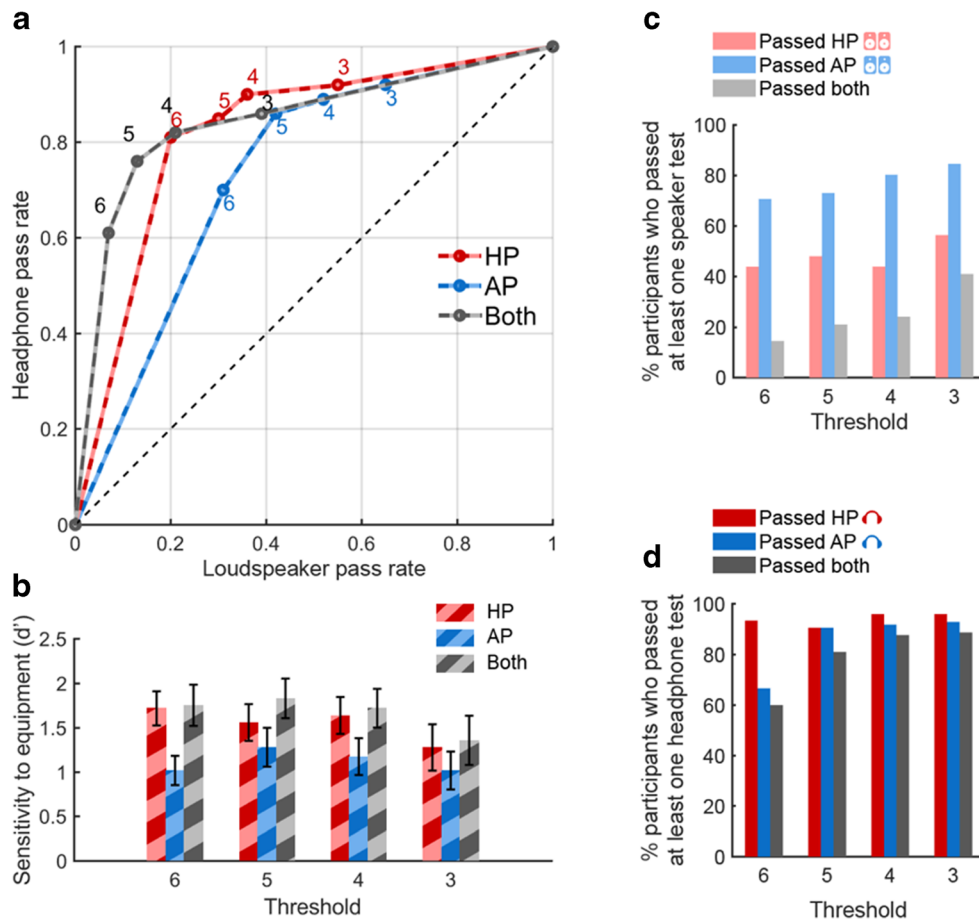 a
1
0.8
0.6
0.4
0.2
0
0
0.2
0.4
0.6
0.8
1
Headphone pass rate
Loudspeaker pass rate
6
5
4
3
6
5
4
3
6
5
4
3
HP
AP
Both
b
HP
AP
Both
2.5
2
1.5
1
0.5
0
Sensitivity to equipment (d')
6
5
4
3
Threshold
c
Passed HP
Passed AP
Passed both
100
80
60
40
20
0
% participants who passed
at least one speaker test
6
5
4
3
Threshold
d
Passed HP
Passed AP
Passed both
100
80
60
40
20
0
% participants who passed
at least one headphone test
6
5
4
3
Threshold